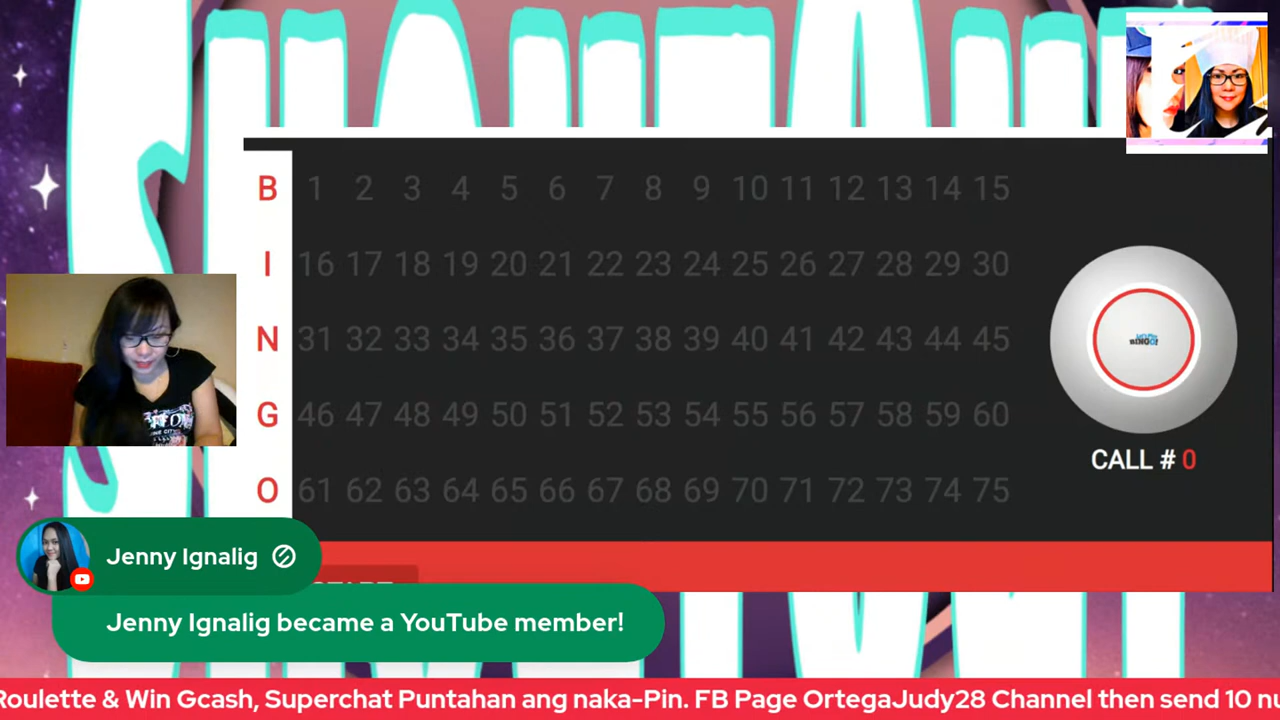 B 1 2 3 4 5 6 7 8 9 10 11 12 13 14 15
I 16 17 18 19 20 21 22 23 24 25 26 27 28 29 30
N 31 32 33 34 35 36 37 38 39 40 41 42 43 44 45
G 46 47 48 49 50 51 52 53 54 55 56 57 58 59 60
O 61 62 63 64 65 66 67 68 69 70 71 72 73 74 75
BINGO!
CALL # 0
Jenny Ignalig
Jenny Ignalig became a YouTube member!
Roulette & Win Gcash, Superchat Puntahan ang naka-Pin. FB Page OrtegaJudy28 Channel then send 10